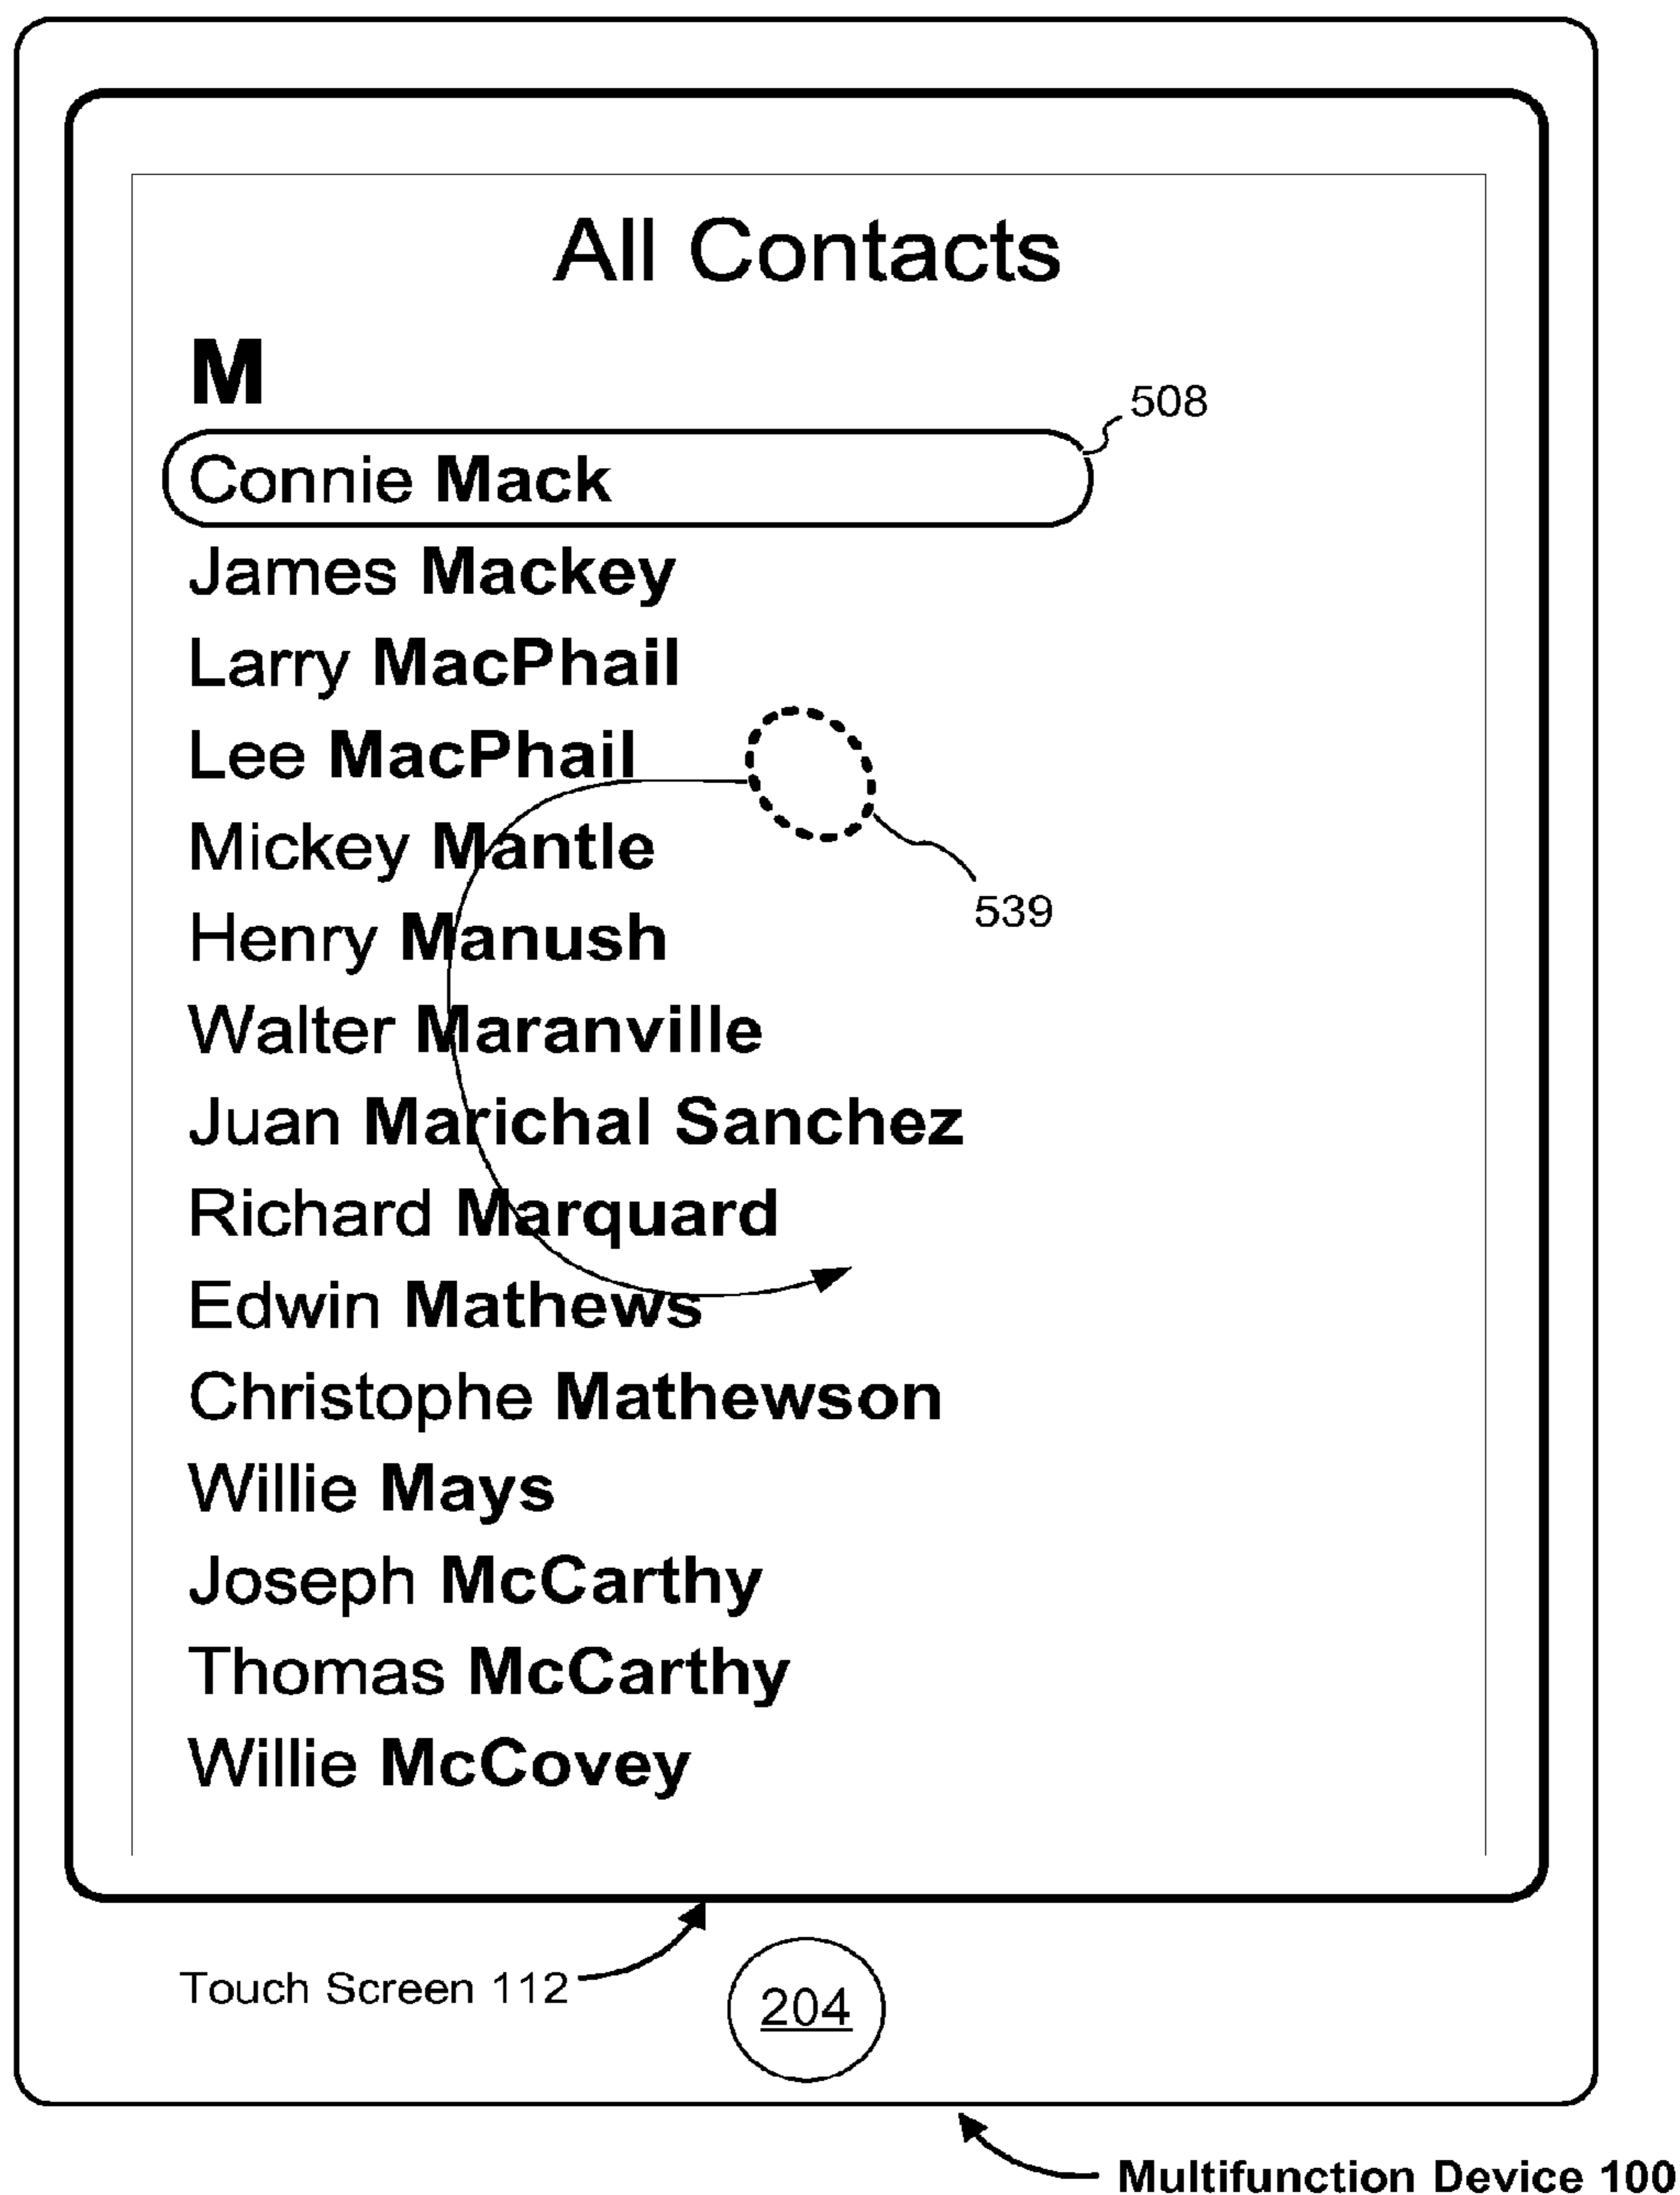 All Contacts
M
508
Connie Mack
James Mackey
Larry MacPhail
Lee MacPhail
Mickey Mantle
539
Henry Manush
Walter Maranville
Juan Marichal Sanchez
Richard Marquard
Edwin Mathews
Christophe Mathewson
Willie Mays
Joseph McCarthy
Thomas McCarthy
Willie McCovey
Touch Screen 112
204
Multifunction Device 100